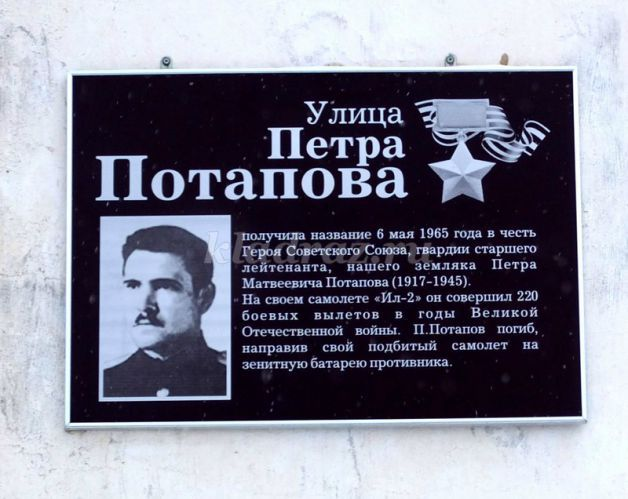 Улица
Петра
Потапова
получила название 6 мая 1965 года в честь
Героя Советского Союза, гвардии старшего
лейтенанта, нашего земляка Петра
Матвеевича Потапова (1917-1945).
На своем самолете «Ил-2» он совершил 220
боевых вылетов в годы Великой
Отечественной войны. П.Потапов погиб,
направив свой подбитый самолет на
зенитную батарею противника.
kladraz.ru